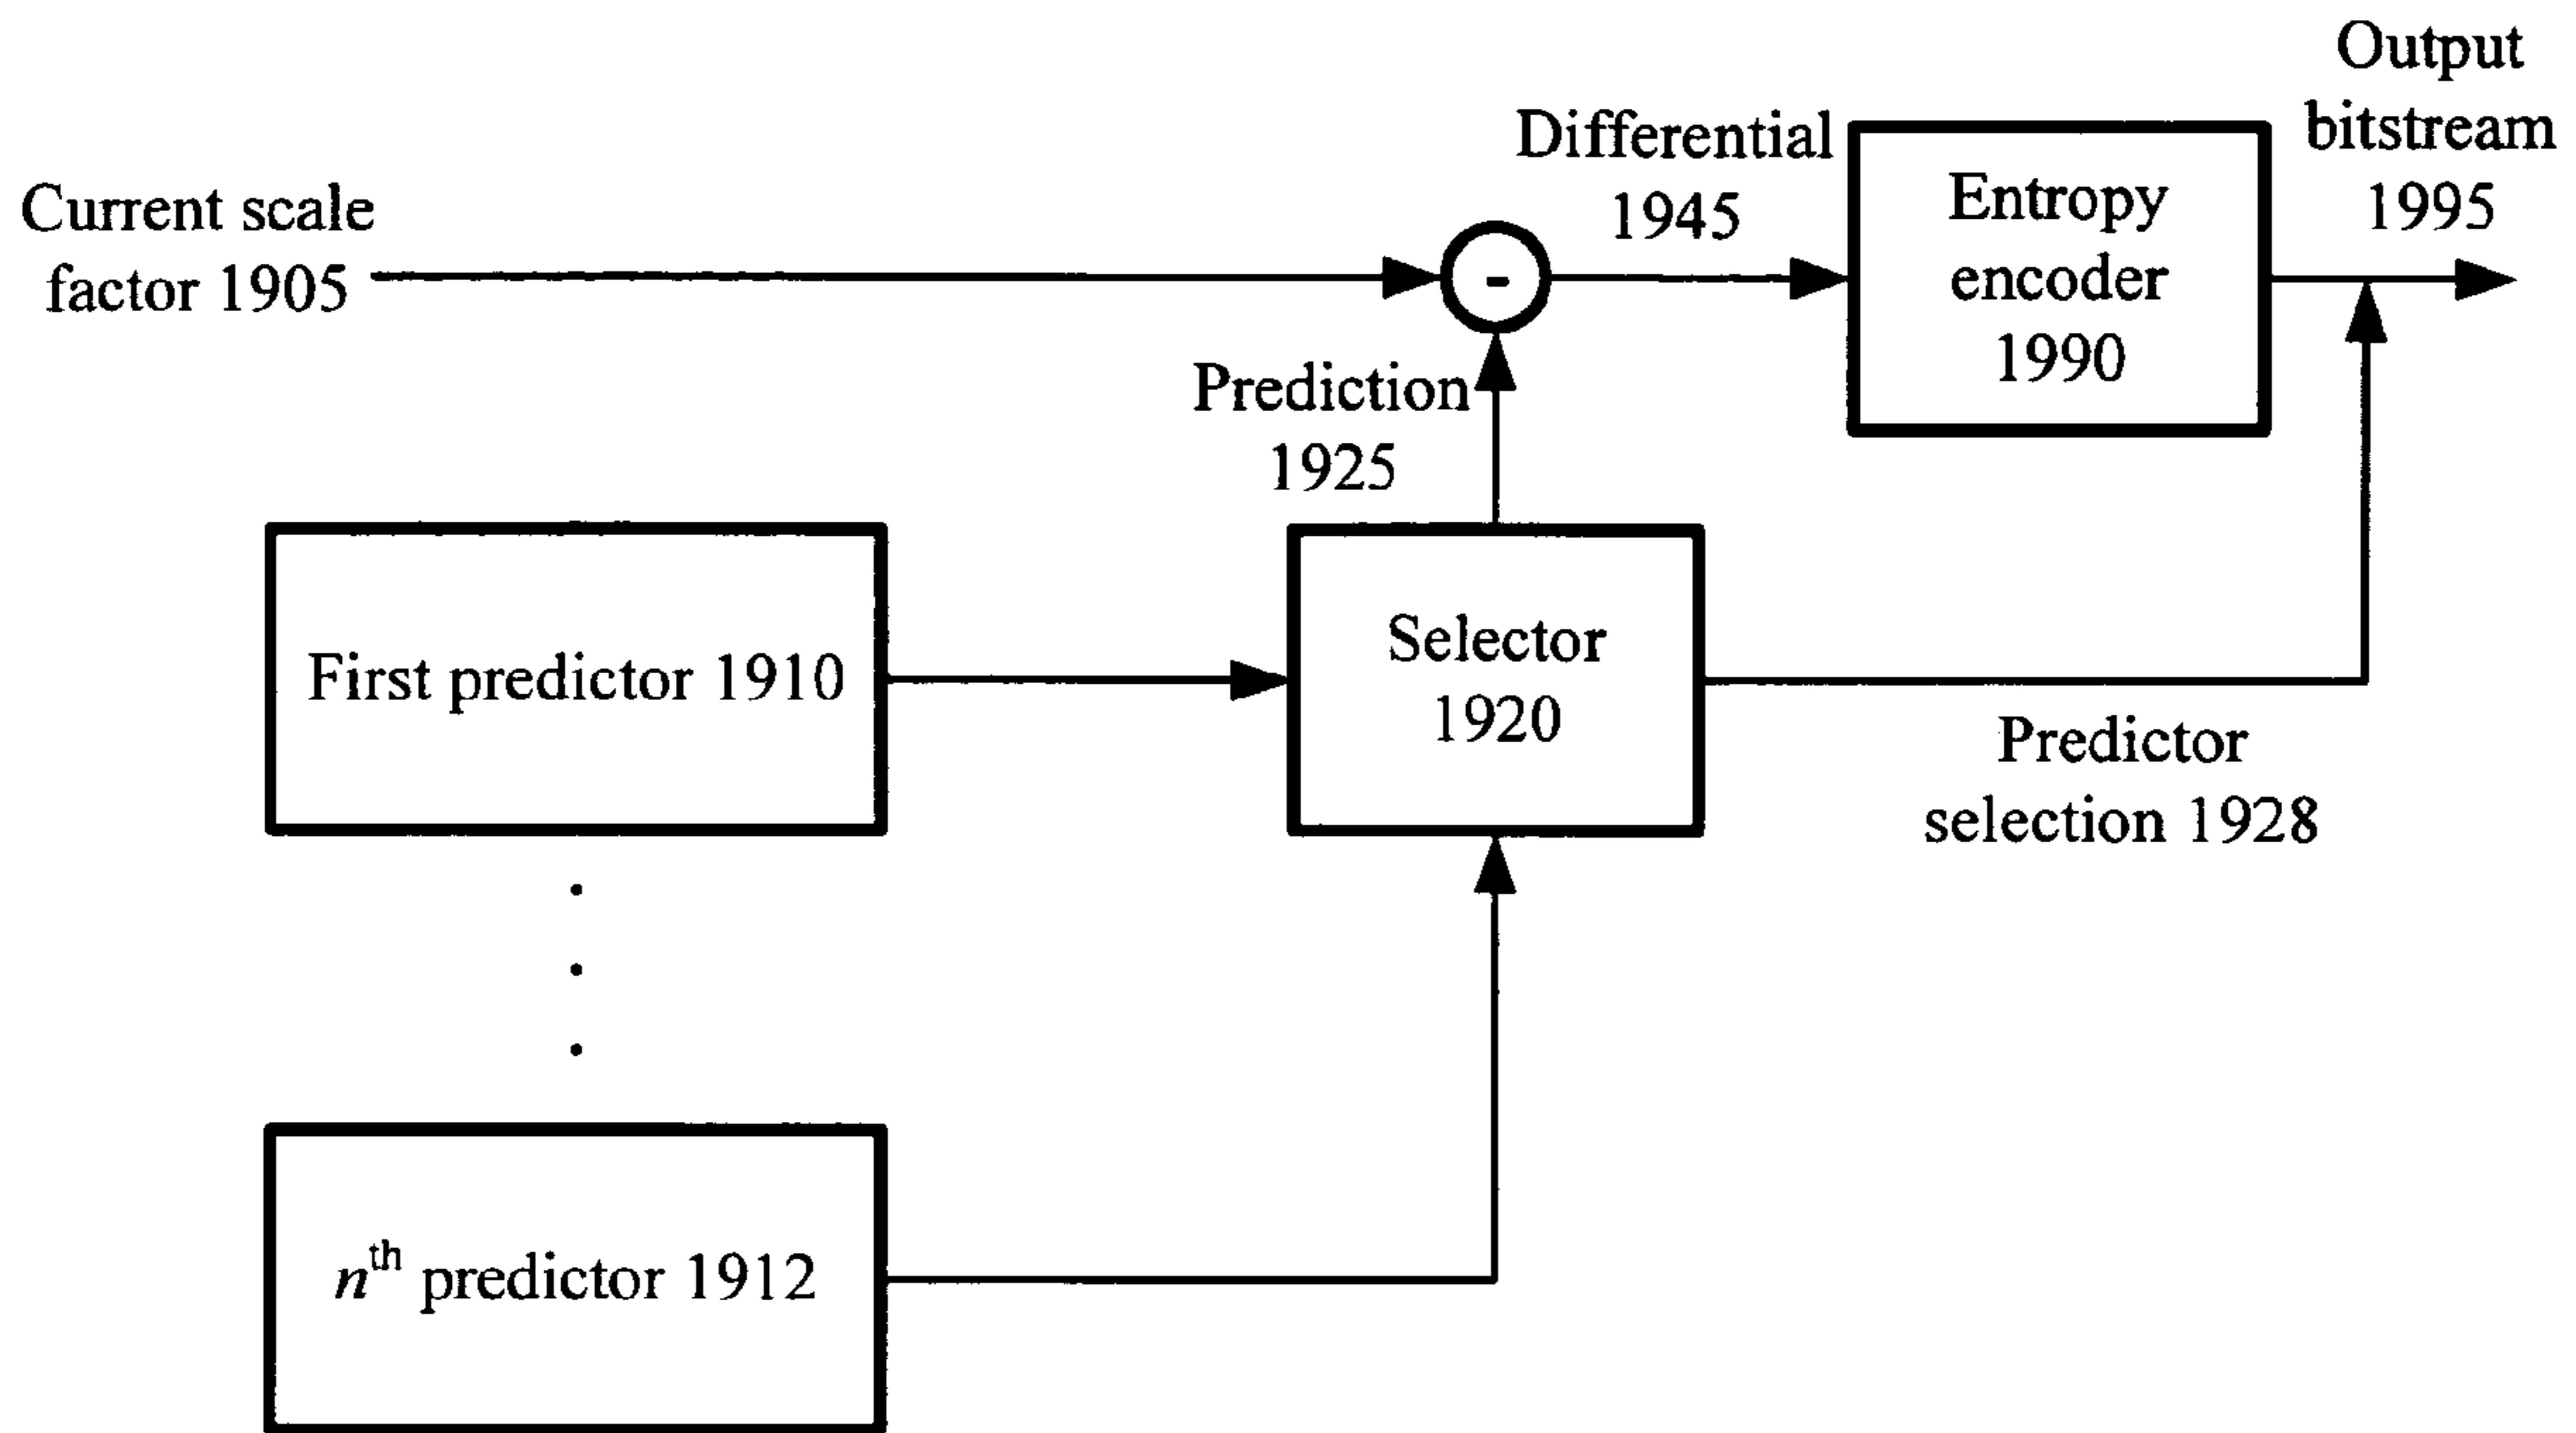 Output
bitstream
1995
Differential
1945
Entropy
encoder
1990
Current scale
factor 1905
-
Prediction
1925
First predictor 1910
Selector
1920
Predictor
selection 1928
nth predictor 1912